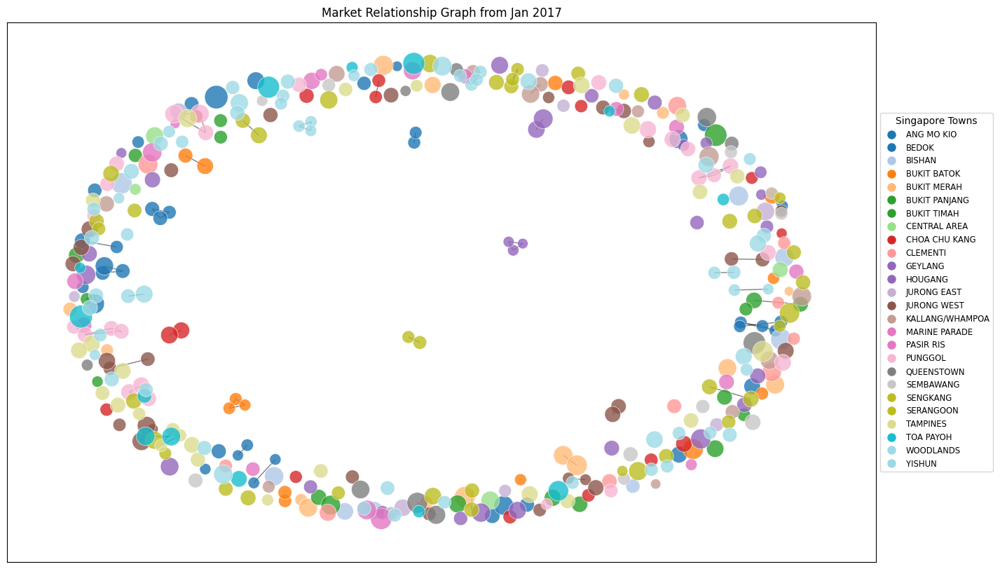 Market Relationship Graph from Jan 2017
Singapore Towns
ANG MO KIO
BEDOK
BISHAN
BUKIT BATOK
BUKIT MERAH
BUKIT PANJANG
BUKIT TIMAH
CENTRAL AREA
CHOA CHU KANG
CLEMENTI
GEYLANG
HOUGANG
JURONG EAST
JURONG WEST
KALLANG/WHAMPOA
MARINE PARADE
PASIR RIS
PUNGGOL
QUEENSTOWN
SEMBAWANG
SENGKANG
SERANGOON
TAMPINES
TOA PAYOH
WOODLANDS
YISHUN